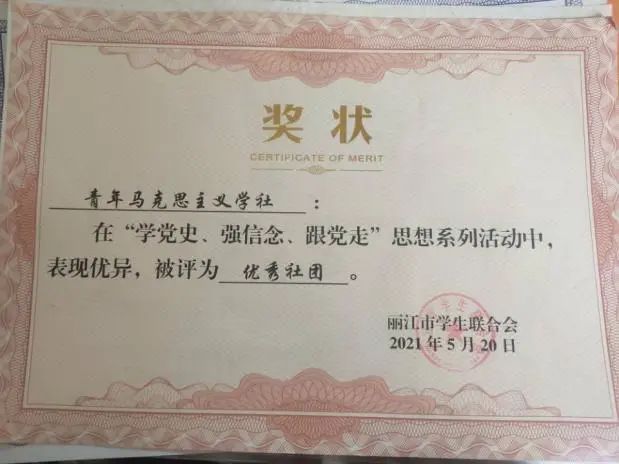 奖状
CERTIFICATE OF MERIT
青年马克思主义学社：
在“学党史、强信念、跟党走”思想系列活动中，
表现优异，被评为 优秀社团 。
丽江市学生联合会
2021年5月20日